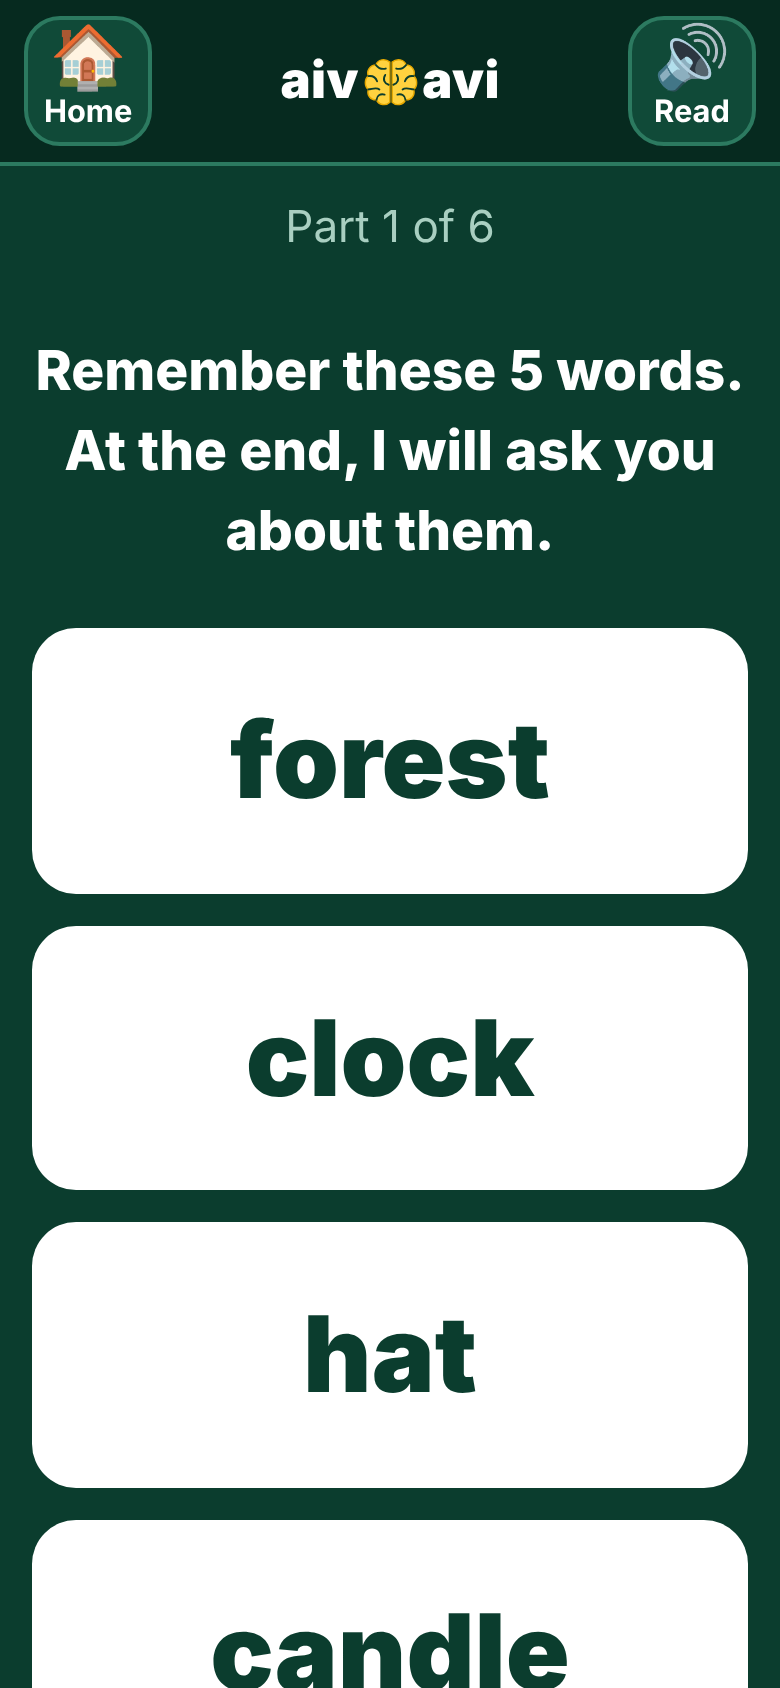 Home
aiv🧠avi
Read
Part 1 of 6
Remember these 5 words.
At the end, I will ask you
about them.
forest
clock
hat
candle